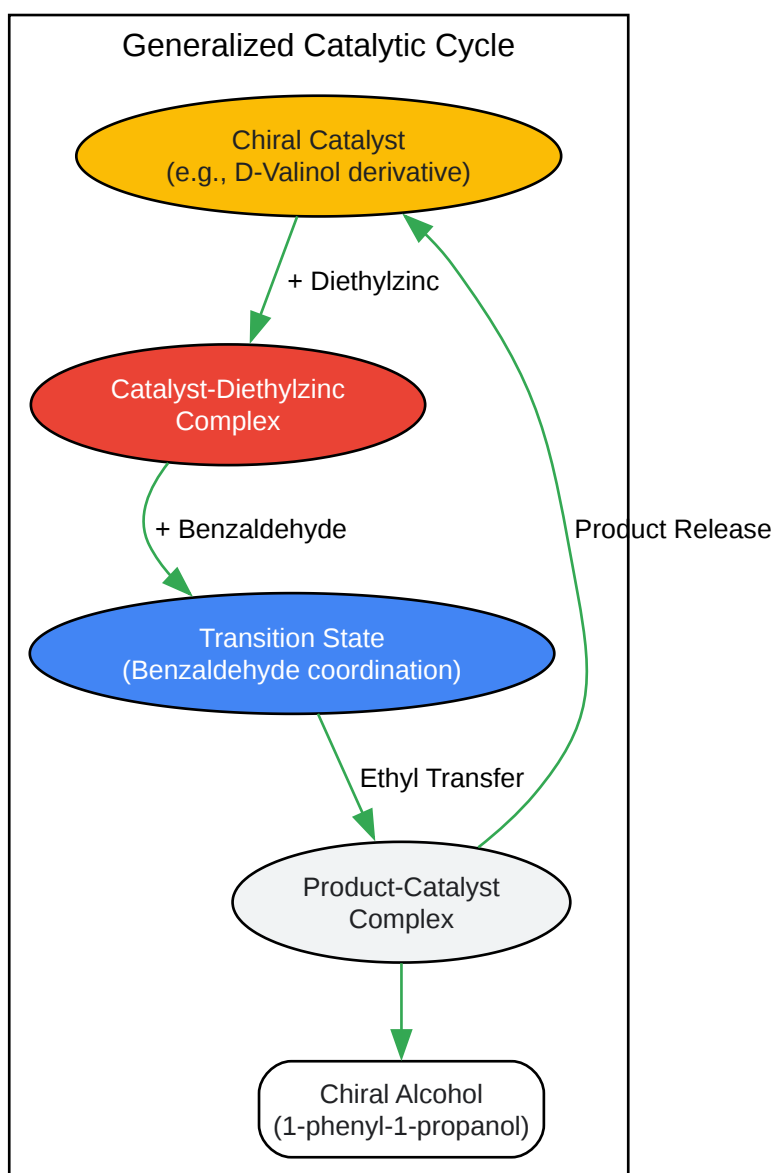 Generalized Catalytic Cycle
Chiral Catalyst
(e.g., D-Valinol derivative)
+ Diethylzinc
Catalyst-Diethylzinc
Complex
+ Benzaldehyde
Product Release
Transition State
(Benzaldehyde coordination)
Ethyl Transfer
Product-Catalyst
Complex
Chiral Alcohol
(1-phenyl-1-propanol)